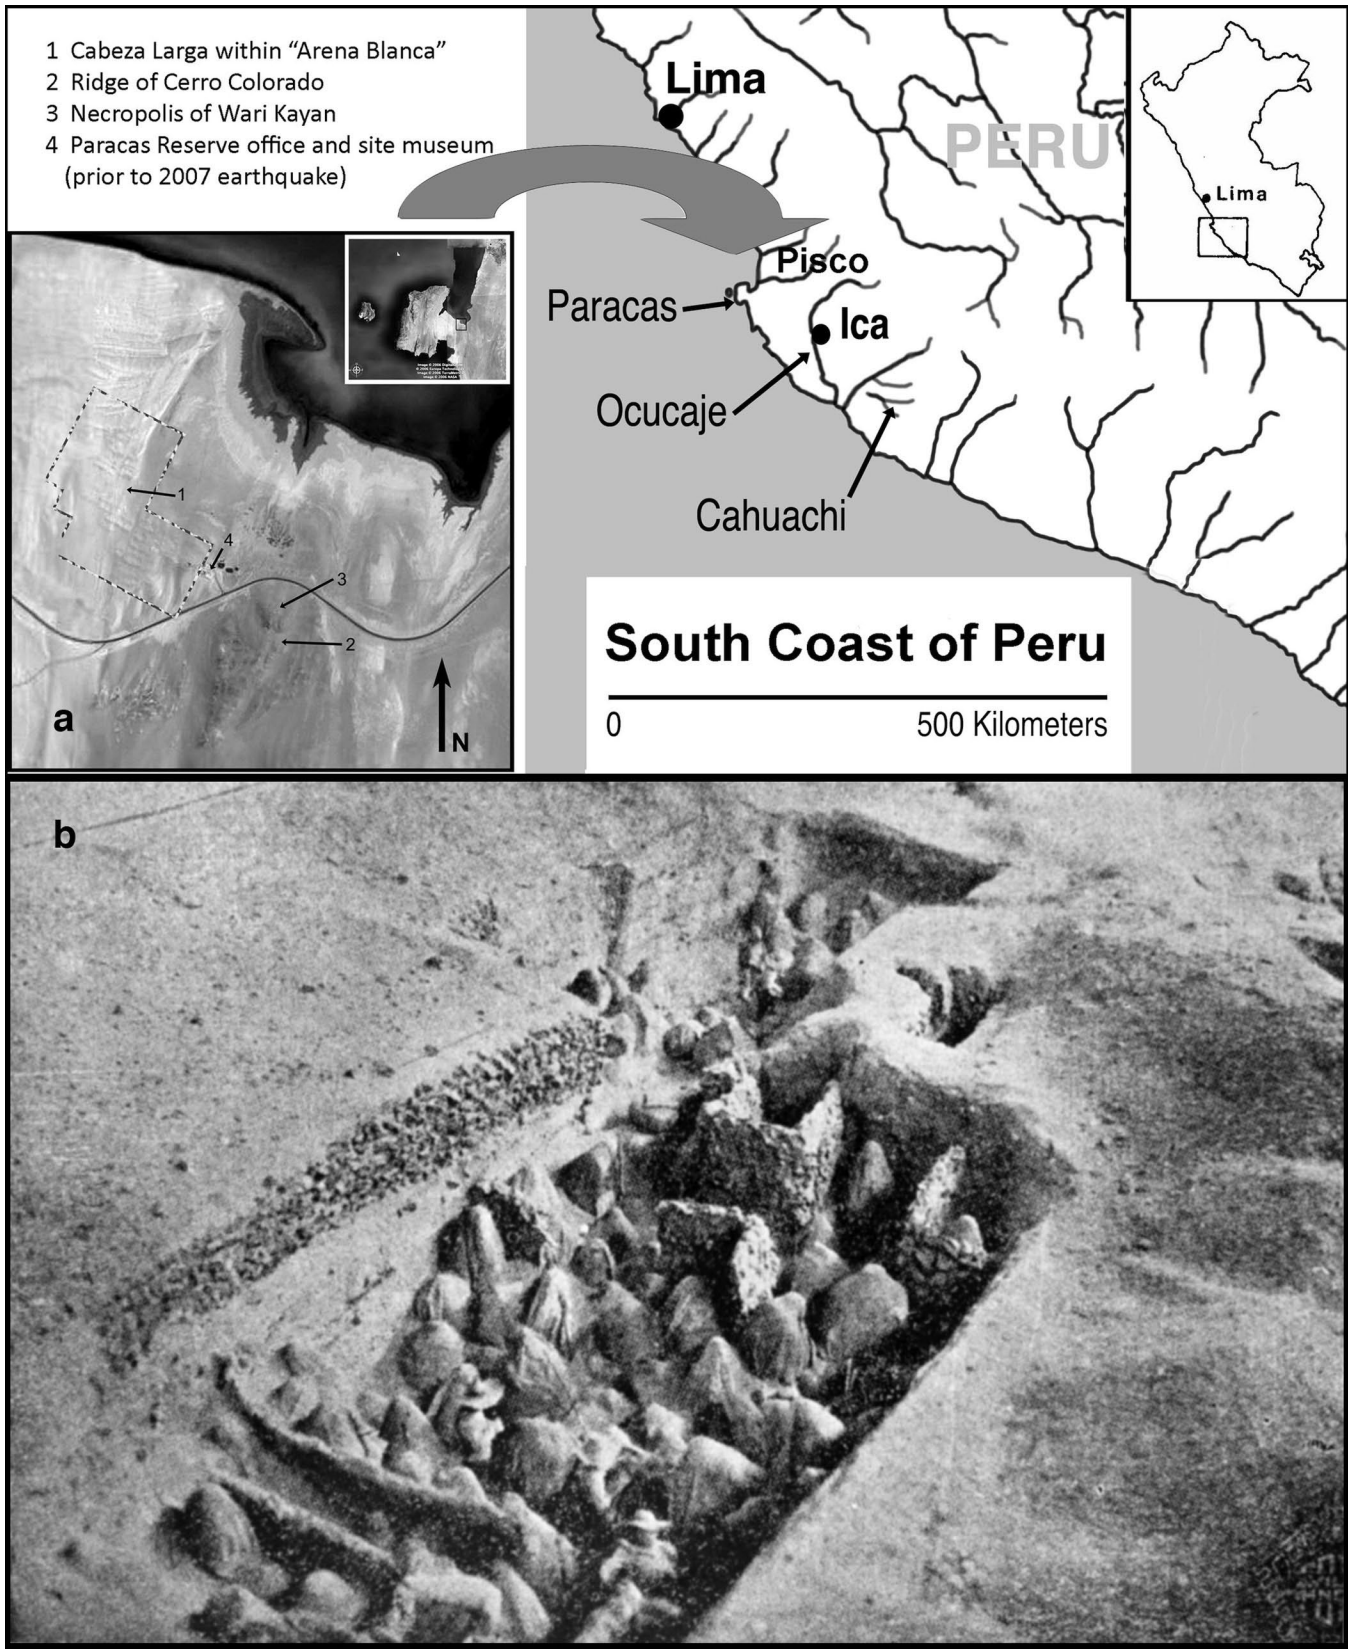 1 Cabeza Larga within “Arena Blanca”
2 Ridge of Cerro Colorado
3 Necropolis of Wari Kayan
4 Paracas Reserve office and site museum
(prior to 2007 earthquake)
Lima
PERU
Lima
Pisco
Paracas
Ica
Ocucaje
Cahuachi
South Coast of Peru
0 500 Kilometers
1
4
3
2
a
N
b